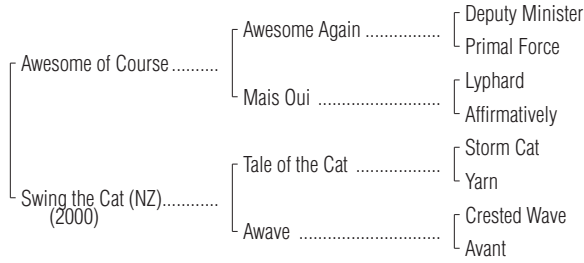 Deputy Minister
Awesome Again ................
Primal Force
Awesome of Course ..........
Lyphard
Mais Oui ..........................
Affirmatively
Storm Cat
Tale of the Cat ..................
Yarn
Swing the Cat (NZ)............
(2000)
Crested Wave
Awave ..............................
Avant